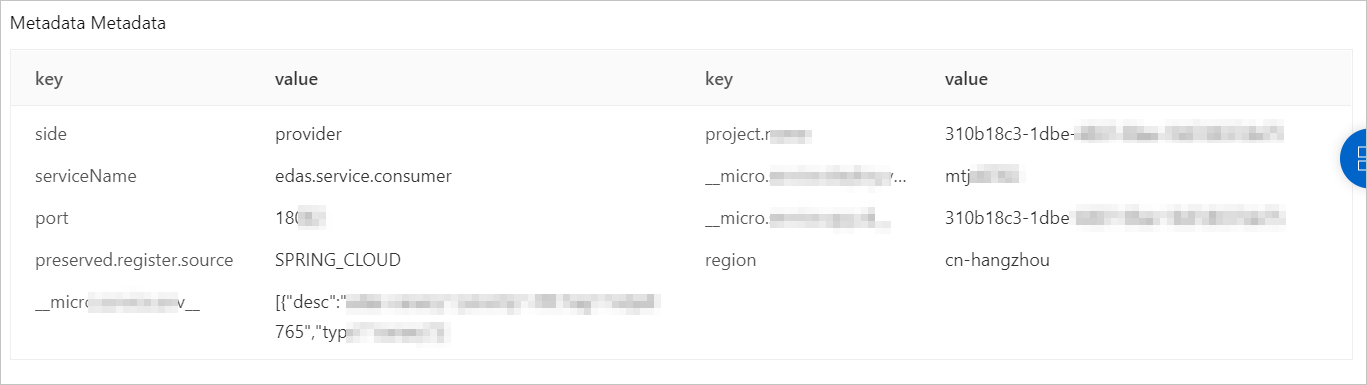 Metadata Metadata
key value key value
side provider project. 310b18c3-1dbe-
serviceName edas.service.consumer __micro. mtj
port 180 __micro. 310b18c3-1dbe
preserved.register.source SPRING_CLOUD region cn-hangzhou
__micr v__ [{"desc":"
765","typ